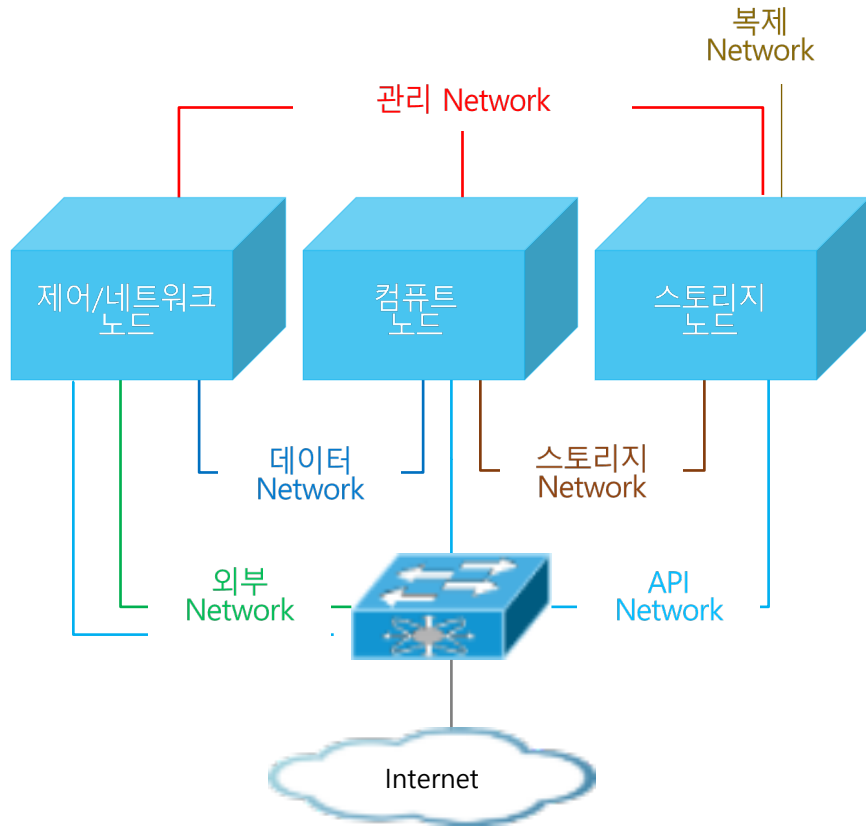 복제
Network
관리 Network
제어/네트워크
노드
컴퓨트
노드
스토리지
노드
데이터
Network
스토리지
Network
외부
Network
API
Network
Internet